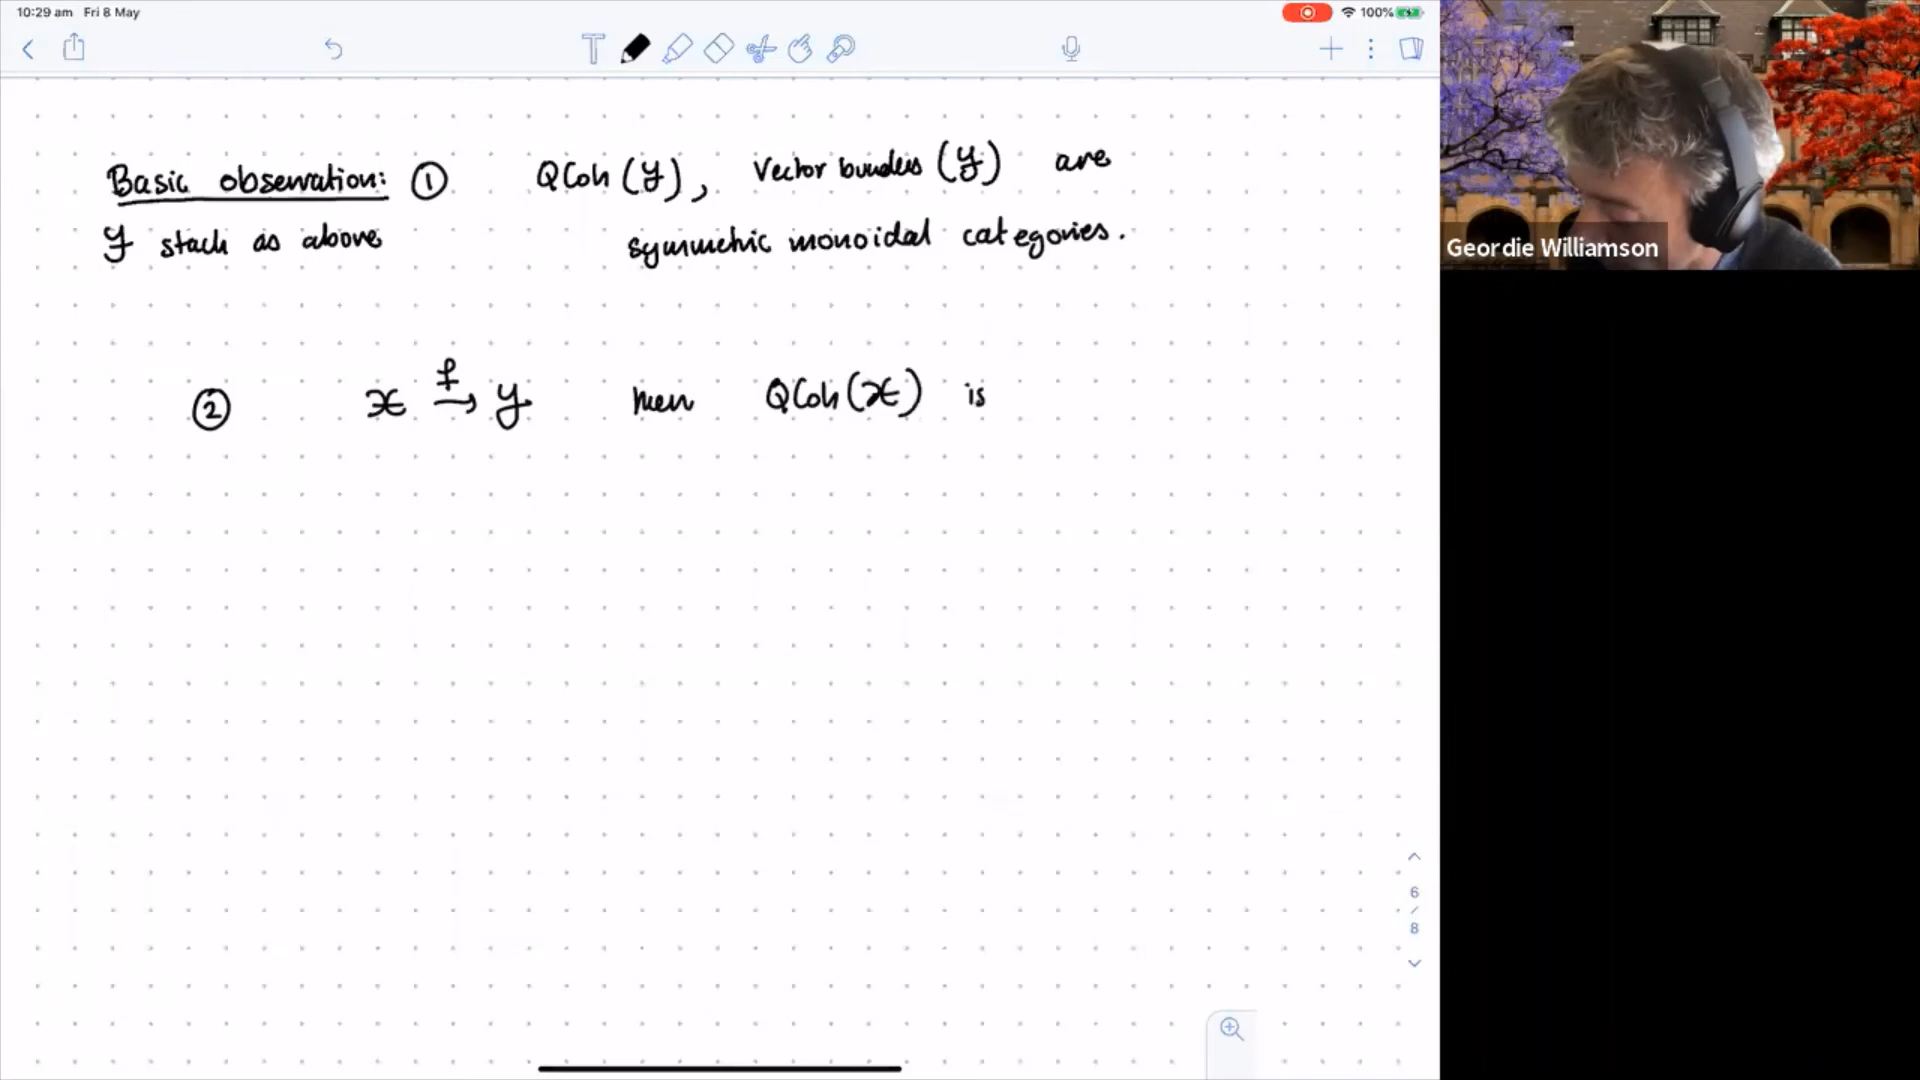 10:29 am Fri 8 May
100%
Basic observation: ① QCoh(𝒴), Vector bundles (𝒴) are
𝒴 stack as above symmetric monoidal categories.
② 𝒳 →^f 𝒴 then QCoh(𝒳) is
Geordie Williamson
6
/
8